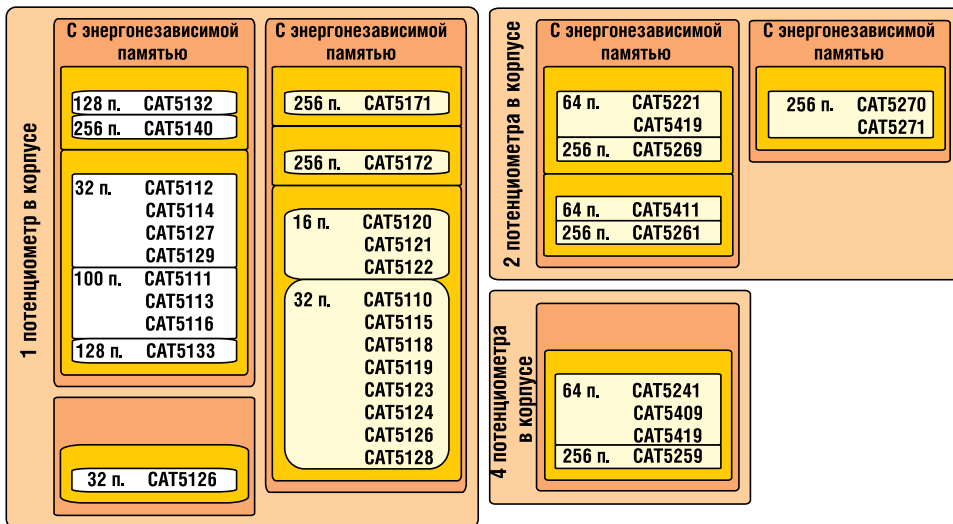 1 потенциометр в корпусе
С энергонезависимой
памятью
128 п. CAT5132
256 п. CAT5140
32 п. CAT5112
CAT5114
CAT5127
CAT5129
100 п. CAT5111
CAT5113
CAT5116
128 п. CAT5133
32 п. CAT5126
С энергонезависимой
памятью
256 п. CAT5171
256 п. CAT5172
16 п. CAT5120
CAT5121
CAT5122
32 п. CAT5110
CAT5115
CAT5118
CAT5119
CAT5123
CAT5124
CAT5126
CAT5128
2 потенциометра в корпусе
С энергонезависимой
памятью
64 п. CAT5221
CAT5419
256 п. CAT5269
64 п. CAT5411
256 п. CAT5261
С энергонезависимой
памятью
256 п. CAT5270
CAT5271
4 потенциометра
в корпусе
64 п. CAT5241
CAT5409
CAT5419
256 п. CAT5259